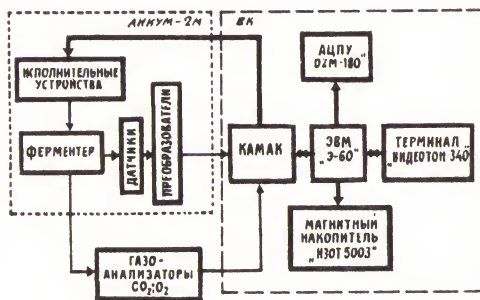 АНКУМ-2М
ВК
ИСПОЛНИТЕЛЬНЫЕ
УСТРОЙСТВА
ФЕРМЕНТЕР
ДАТЧИКИ
ПРЕОБРАЗОВАТЕЛИ
КАМАК
АЦПУ
"DZM-180"
ЭВМ
"Э-60"
ТЕРМИНАЛ
"ВИДЕОТОН 340"
МАГНИТНЫЙ
НАКОПИТЕЛЬ
"ИЗОТ 5003"
ГАЗО-
АНАЛИЗАТОРЫ
CO₂;O₂